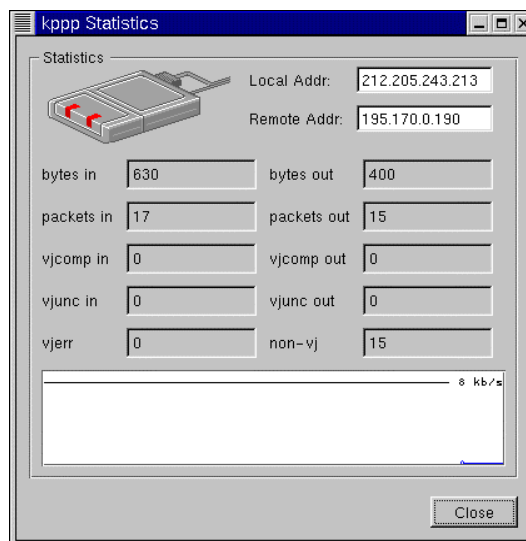 kppp Statistics
Statistics
Local Addr: 212.205.243.213
Remote Addr: 195.170.0.190
bytes in 630 bytes out 400
packets in 17 packets out 15
vjcomp in 0 vjcomp out 0
vjunc in 0 vjunc out 0
vjerr 0 non-vj 15
8 kb/s
Close